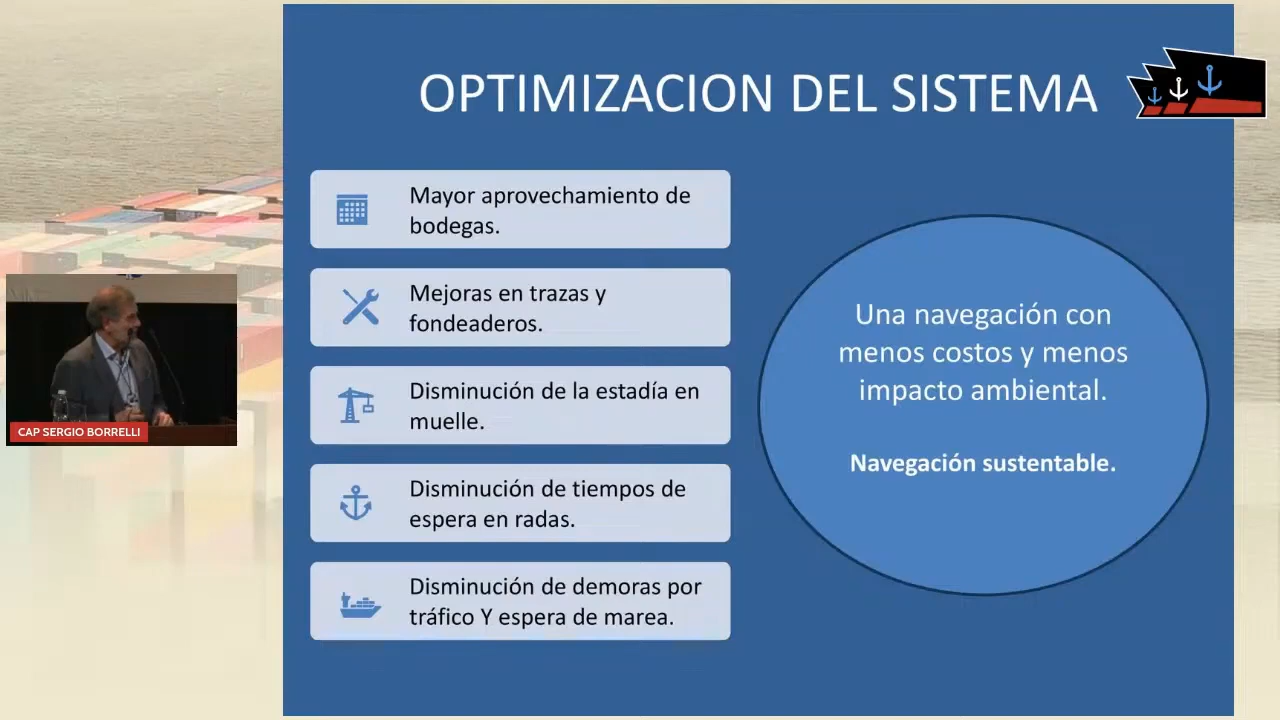 OPTIMIZACION DEL SISTEMA
Mayor aprovechamiento de
bodegas.
Mejoras en trazas y
fondeaderos.
Disminución de la estadía en
muelle.
Disminución de tiempos de
espera en radas.
Disminución de demoras por
tráfico Y espera de marea.
Una navegación con
menos costos y menos
impacto ambiental.
Navegación sustentable.
CAP SERGIO BORRELLI